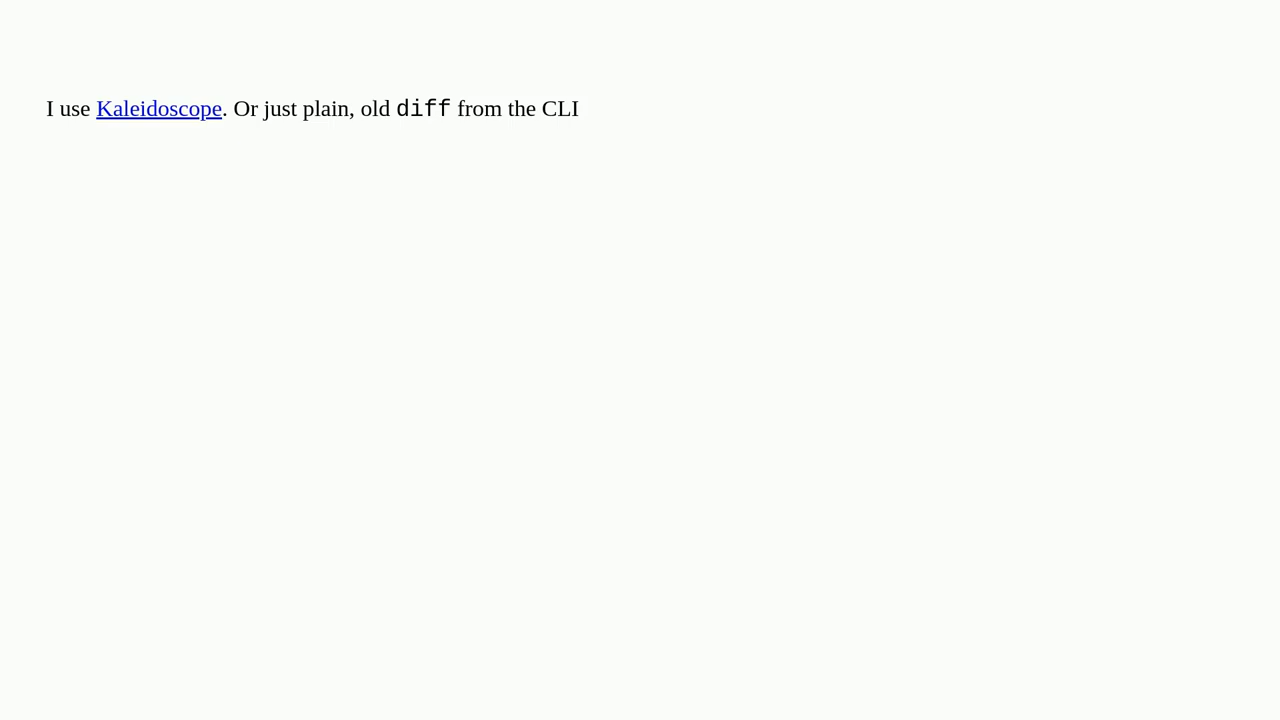 I use Kaleidoscope. Or just plain, old diff from the CLI